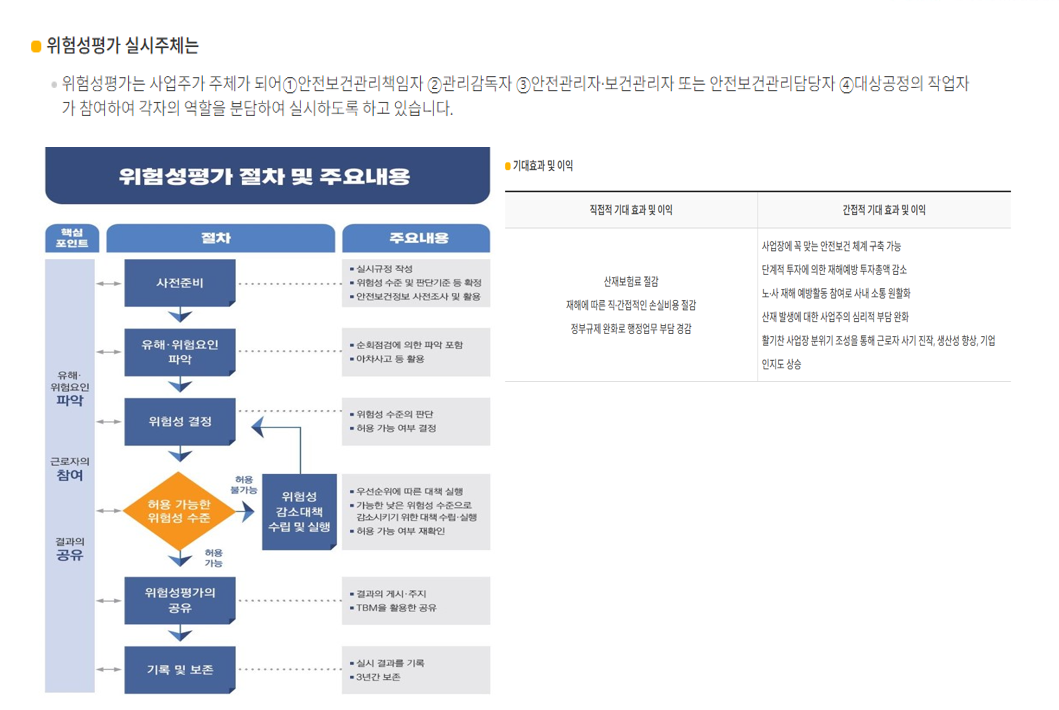 위험성평가 실시주체는
위험성평가는 사업주가 주체가 되어①안전보건관리책임자 ②관리감독자 ③안전관리자·보건관리자 또는 안전보건관리담당자 ④대상공정의 작업자
가 참여하여 각자의 역할을 분담하여 실시하도록 하고 있습니다.
위험성평가 절차 및 주요내용
핵심
포인트
절차
주요내용
유해·
위험요인
파악
근로자의
참여
결과의
공유
사전준비
▪ 실시규정 작성
▪ 위험성 수준 및 판단기준 등 확정
▪ 안전보건정보 사전조사 및 활용
유해·위험요인
파악
▪ 순회점검에 의한 파악 포함
▪ 아차사고 등 활용
위험성 결정
▪ 위험성 수준의 판단
▪ 허용 가능 여부 결정
허용 가능한
위험성 수준
허용
불가능
위험성
감소대책
수립 및 실행
▪ 우선순위에 따른 대책 실행
▪ 가능한 낮은 위험성 수준으로
감소시키기 위한 대책 수립·실행
▪ 허용 가능 여부 재확인
허용
가능
위험성평가의
공유
▪ 결과의 게시·주지
▪ TBM을 활용한 공유
기록 및 보존
▪ 실시 결과를 기록
▪ 3년간 보존
기대효과 및 이익
직접적 기대 효과 및 이익
간접적 기대 효과 및 이익
산재보험료 절감
재해에 따른 직·간접적인 손실비용 절감
정부규제 완화로 행정업무 부담 경감
사업장에 꼭 맞는 안전보건 체계 구축 가능
단계적 투자에 의한 재해예방 투자총액 감소
노·사 재해 예방활동 참여로 사내 소통 원활화
산재 발생에 대한 사업주의 심리적 부담 완화
활기찬 사업장 분위기 조성을 통해 근로자 사기 진작, 생산성 향상, 기업
인지도 상승